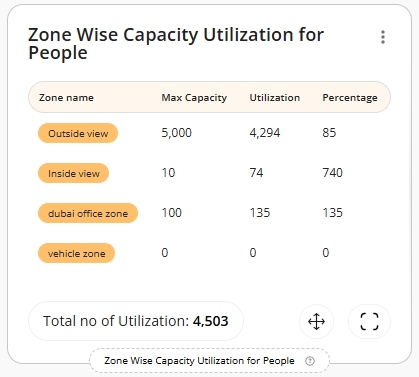 Zone Wise Capacity Utilization for
People
Zone name Max Capacity Utilization Percentage
Outside view 5,000 4,294 85
Inside view 10 74 740
dubai office zone 100 135 135
vehicle zone 0 0 0
Total no of Utilization: 4,503
Zone Wise Capacity Utilization for People ?